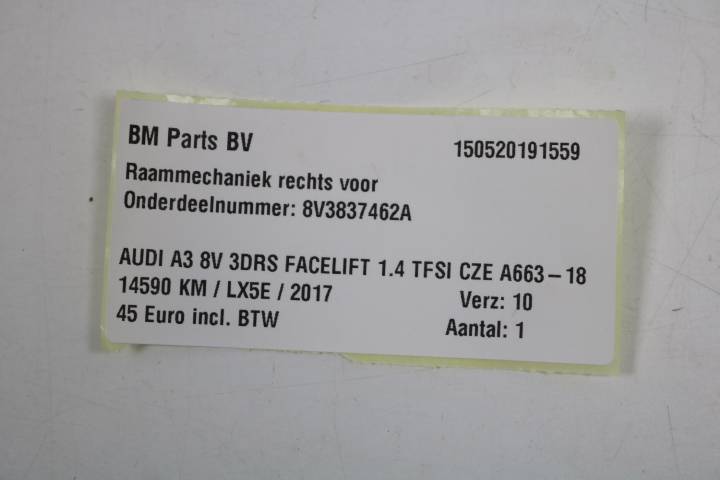 BM Parts BV 150520191559
Raammechaniek rechts voor
Onderdeelnummer: 8V3837462A
AUDI A3 8V 3DRS FACELIFT 1.4 TFSI CZE A663-18
14590 KM / LX5E / 2017 Verz: 10
45 Euro incl. BTW Aantal: 1